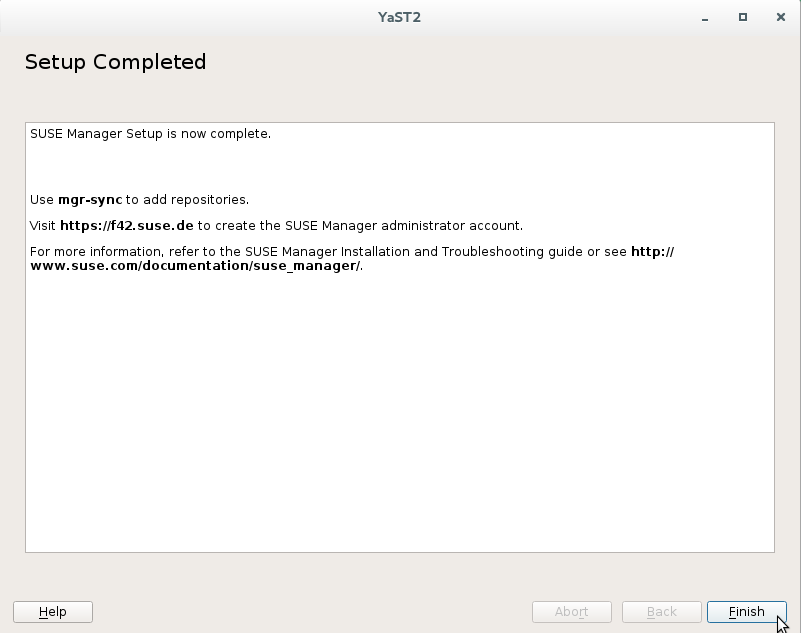 YaST2
Setup Completed
SUSE Manager Setup is now complete.
Use mgr-sync to add repositories.
Visit https://f42.suse.de to create the SUSE Manager administrator account.
For more information, refer to the SUSE Manager Installation and Troubleshooting guide or see http://
www.suse.com/documentation/suse_manager/.
Help
Abort
Back
Finish